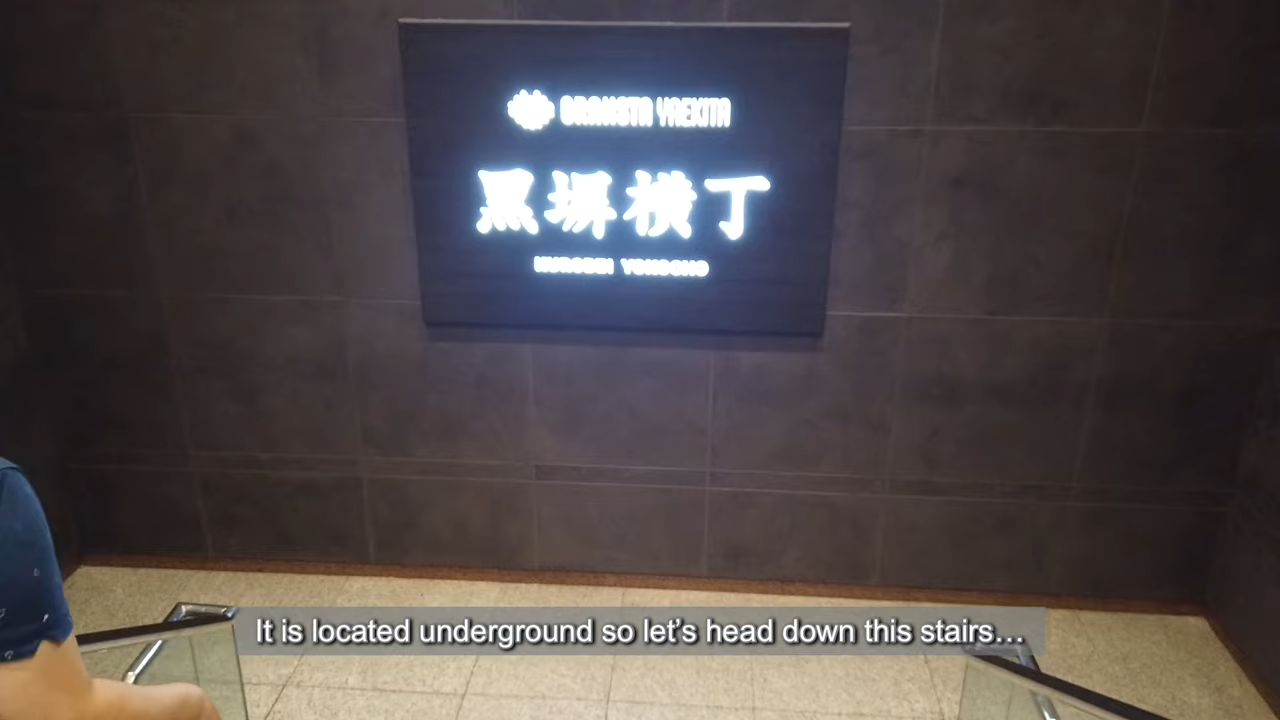 GRANSTA YAEKITA
黒塀横丁
KUROBEI YOKOCHO
It is located underground so let's head down this stairs…